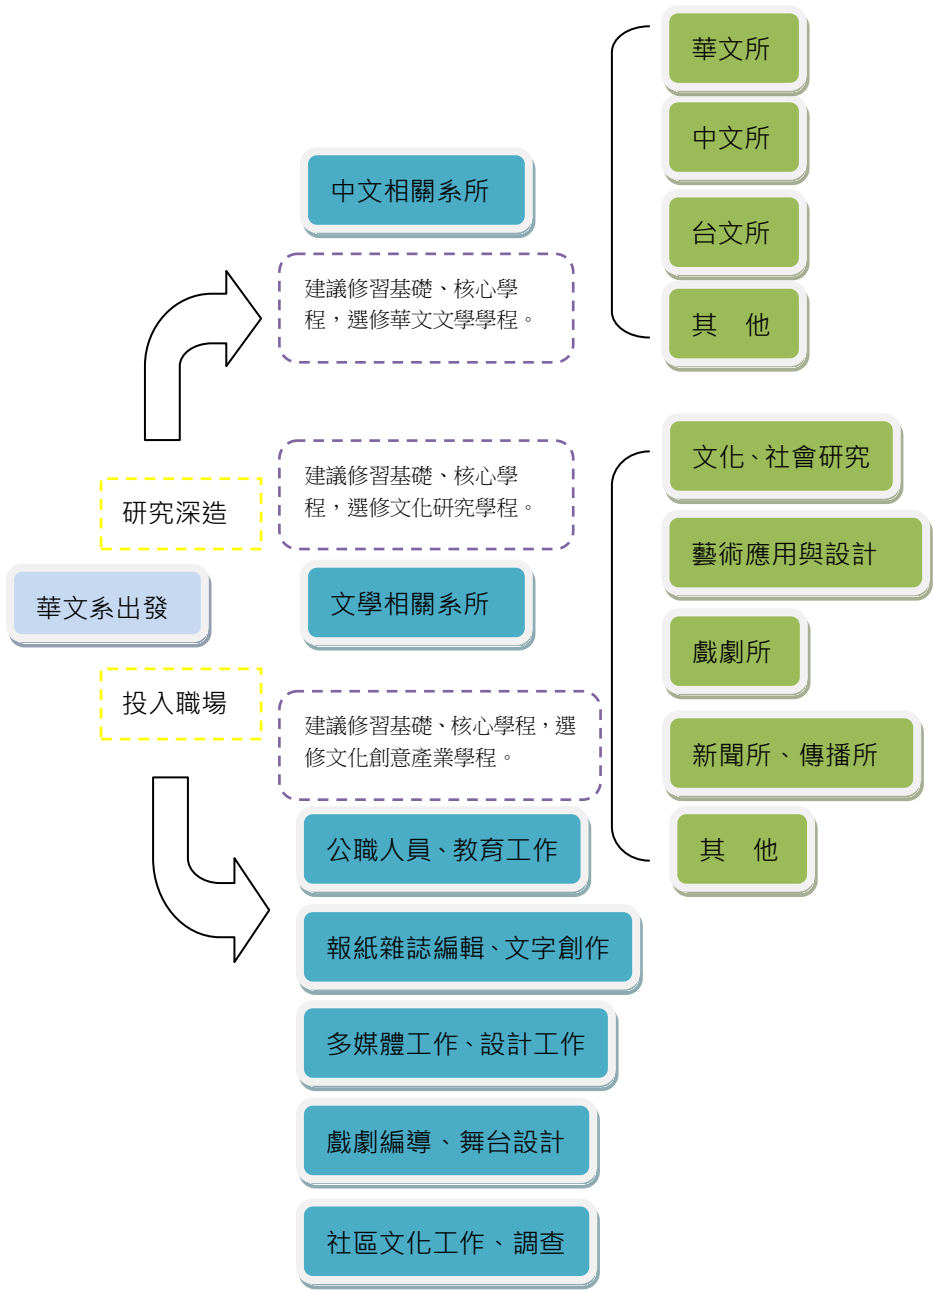 華文系出發
研究深造
投入職場
中文相關系所
建議修習基礎、核心學
程，選修華文文學學程。
建議修習基礎、核心學
程，選修文化研究學程。
文學相關系所
建議修習基礎、核心學程，選
修文化創意產業學程。
公職人員、教育工作
報紙雜誌編輯、文字創作
多媒體工作、設計工作
戲劇編導、舞台設計
社區文化工作、調查
華文所
中文所
台文所
其　他
文化、社會研究
藝術應用與設計
戲劇所
新聞所、傳播所
其　他